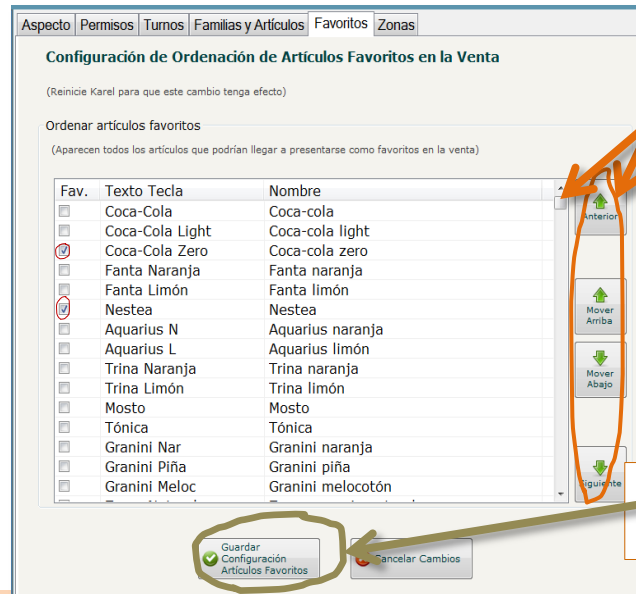 Aspecto Permisos Turnos Familias y Artículos Favoritos Zonas
Configuración de Ordenación de Artículos Favoritos en la Venta
(Reinicie Karel para que este cambio tenga efecto)
Ordenar artículos favoritos
(Aparecen todos los artículos que podrían llegar a presentarse como favoritos en la venta)
Fav. Texto Tecla Nombre
Coca-Cola Coca-cola
Coca-Cola Light Coca-cola light
Coca-Cola Zero Coca-cola zero
Fanta Naranja Fanta naranja
Fanta Limón Fanta limón
Nestea Nestea
Aquarius N Aquarius naranja
Aquarius L Aquarius limón
Trina Naranja Trina naranja
Trina Limón Trina limón
Mosto Mosto
Tónica Tónica
Granini Nar Granini naranja
Granini Piña Granini piña
Granini Meloc Granini melocotón
Anterior
Mover
Arriba
Mover
Abajo
Siguiente
Guardar
Configuración
Artículos Favoritos
Cancelar Cambios